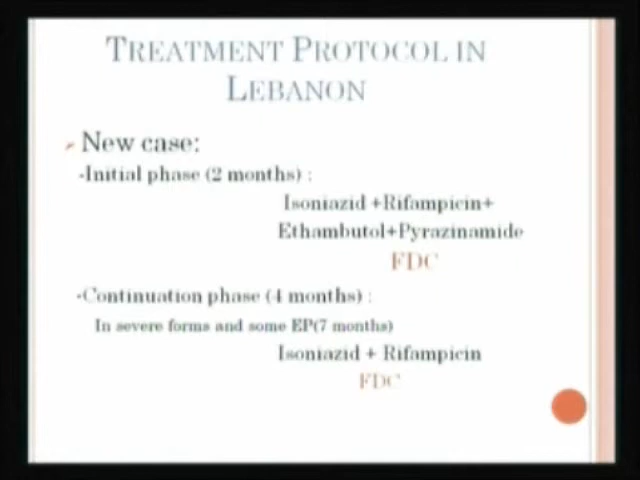 TREATMENT PROTOCOL IN
LEBANON
New case:
-Initial phase (2 months) :
Isoniazid +Rifampicin+
Ethambutol+Pyrazinamide
FDC
-Continuation phase (4 months) :
In severe forms and some EP(7 months)
Isoniazid + Rifampicin
FDC